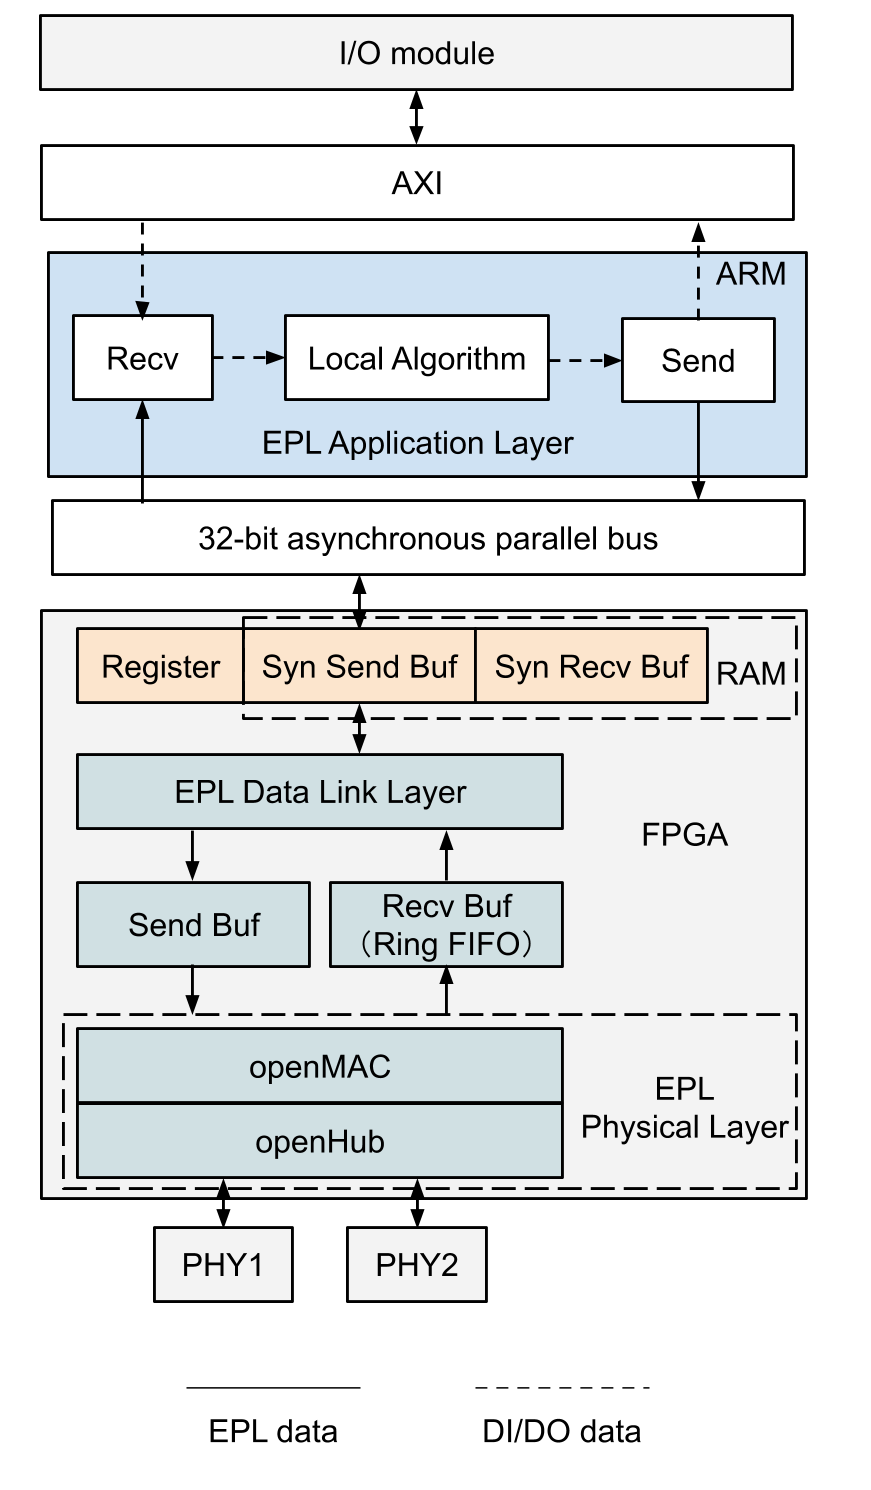 I/O module
AXI
ARM
Recv
Local Algorithm
Send
EPL Application Layer
32-bit asynchronous parallel bus
Register
Syn Send Buf
Syn Recv Buf
RAM
EPL Data Link Layer
FPGA
Send Buf
Recv Buf
（Ring FIFO）
openMAC
EPL
Physical Layer
openHub
PHY1
PHY2
EPL data
DI/DO data